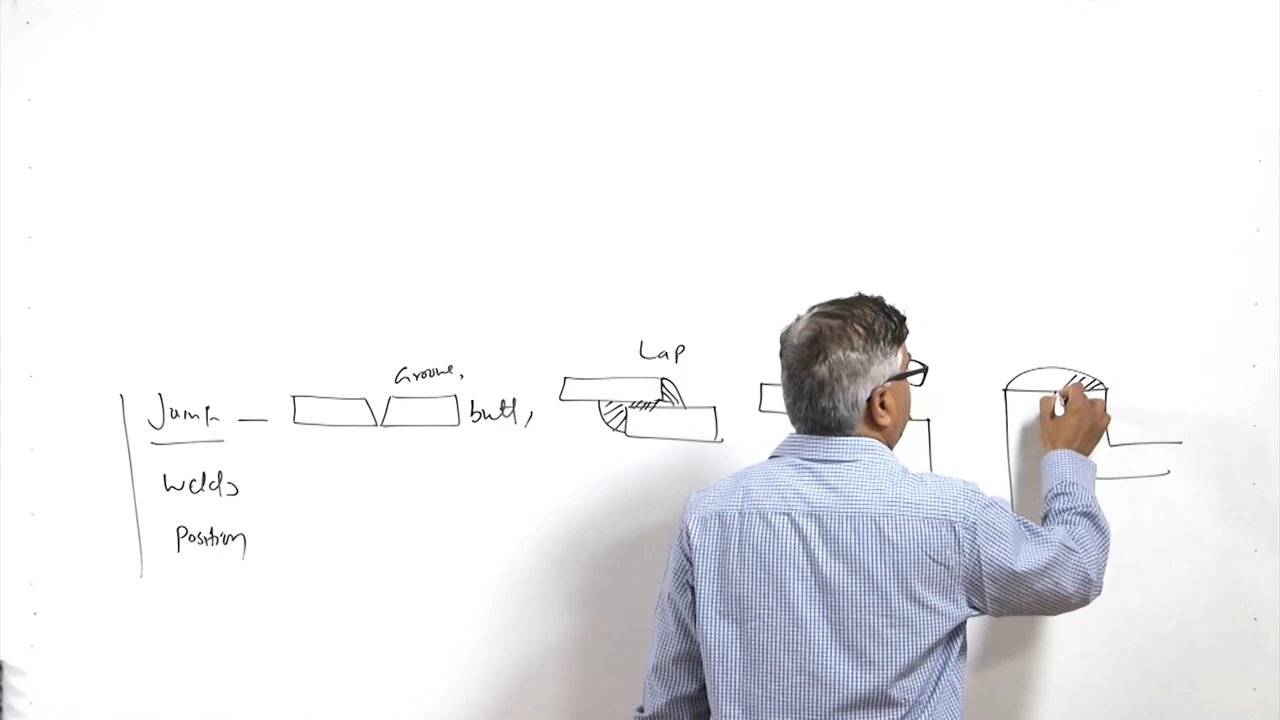 Lap
Groove,
Joint — butt,
Welds
Position